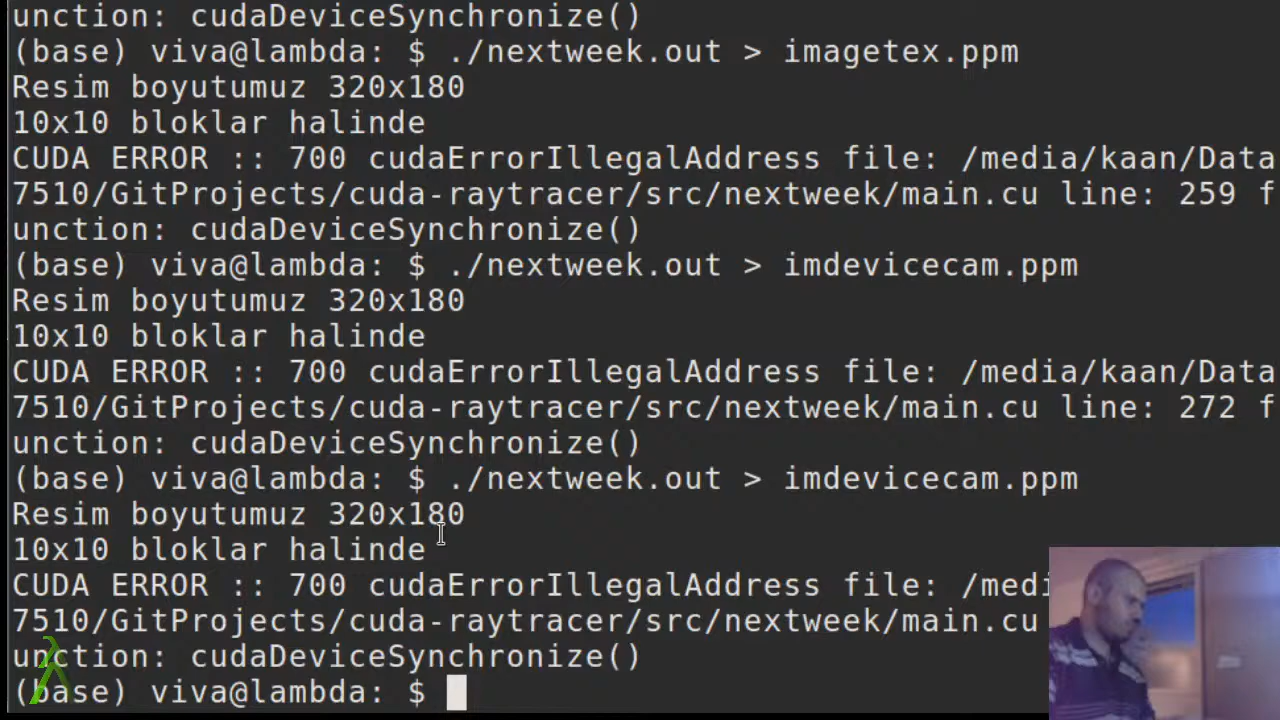 unction: cudaDeviceSynchronize()
(base) viva@lambda: $ ./nextweek.out > imagetex.ppm
Resim boyutumuz 320x180
10x10 bloklar halinde
CUDA ERROR :: 700 cudaErrorIllegalAddress file: /media/kaan/Data
7510/GitProjects/cuda-raytracer/src/nextweek/main.cu line: 259 f
unction: cudaDeviceSynchronize()
(base) viva@lambda: $ ./nextweek.out > imdevicecam.ppm
Resim boyutumuz 320x180
10x10 bloklar halinde
CUDA ERROR :: 700 cudaErrorIllegalAddress file: /media/kaan/Data
7510/GitProjects/cuda-raytracer/src/nextweek/main.cu line: 272 f
unction: cudaDeviceSynchronize()
(base) viva@lambda: $ ./nextweek.out > imdevicecam.ppm
Resim boyutumuz 320x180
10x10 bloklar halinde
CUDA ERROR :: 700 cudaErrorIllegalAddress file: /medi
7510/GitProjects/cuda-raytracer/src/nextweek/main.cu
unction: cudaDeviceSynchronize()
(base) viva@lambda: $
λ